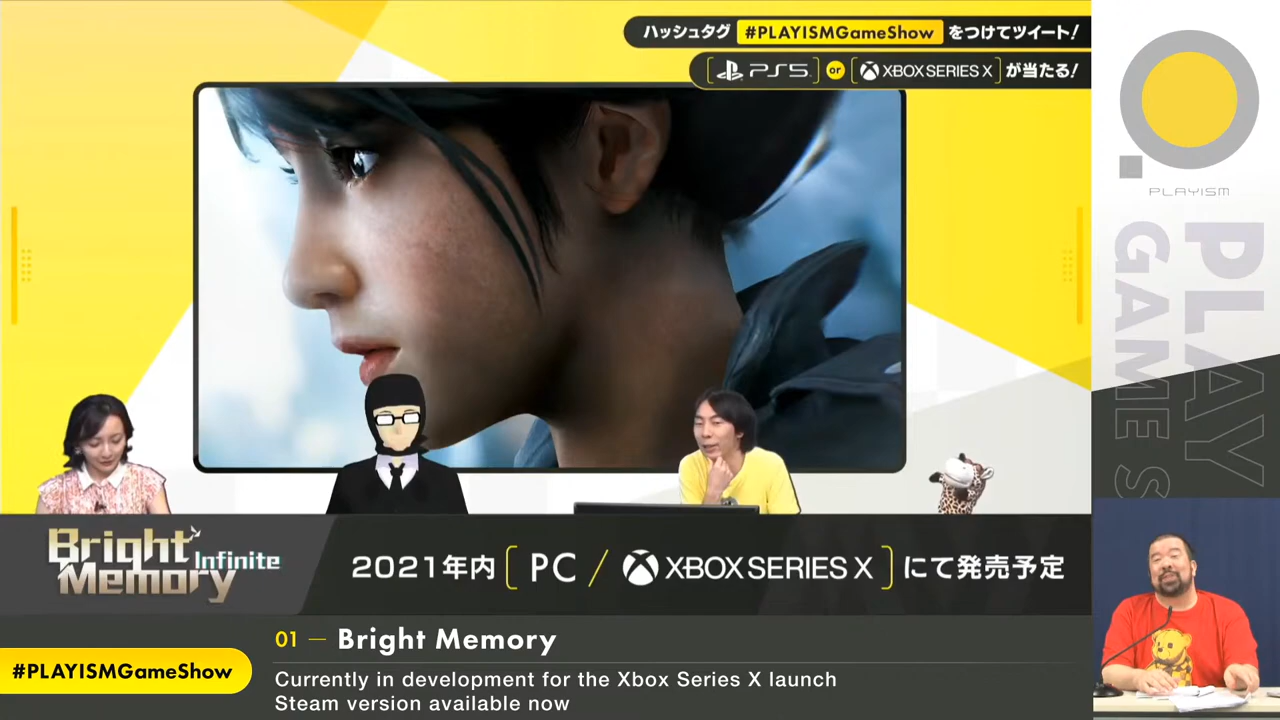 ハッシュタグ #PLAYISMGameShow をつけてツイート!
PS5 or XBOX SERIES X が当たる!
PLAYISM
PLAY
GAMES
Bright Memory Infinite
2021年内 PC / XBOX SERIES X にて発売予定
01 — Bright Memory
#PLAYISMGameShow
Currently in development for the Xbox Series X launch
Steam version available now